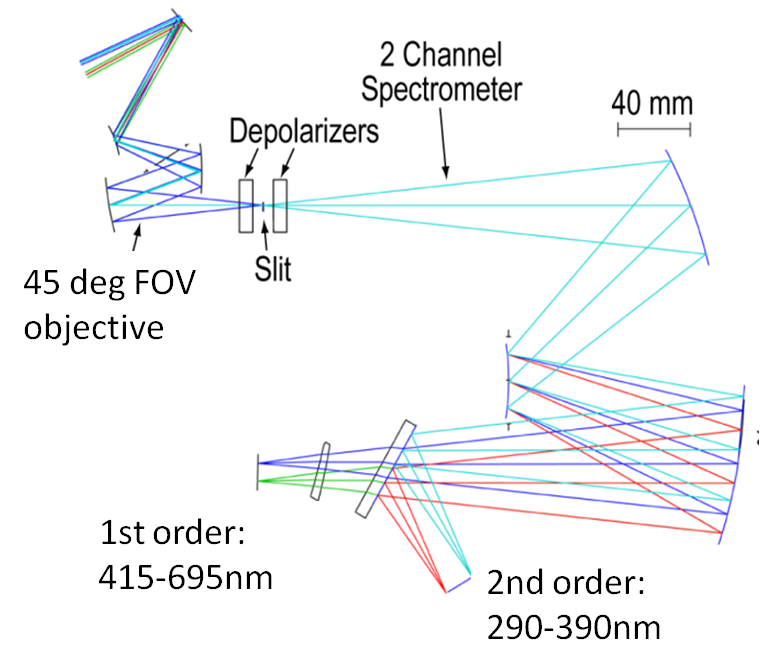 2 Channel
Spectrometer
40 mm
Depolarizers
Slit
45 deg FOV
objective
1st order:
415-695nm
2nd order:
290-390nm